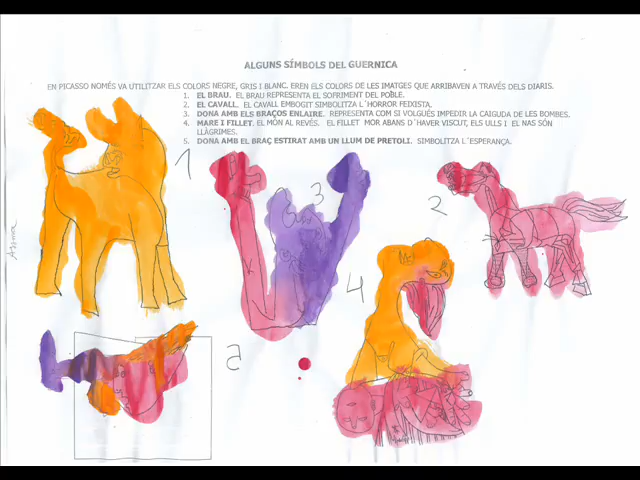 ALGUNS SÍMBOLS DEL GUERNICA
EN PICASSO NOMÉS VA UTILITZAR ELS COLORS NEGRE, GRIS I BLANC. EREN ELS COLORS DE LES IMATGES QUE ARRIBAVEN A TRAVÉS DELS DIARIS.
1. EL BRAU. EL BRAU REPRESENTA EL SOFRIMENT DEL POBLE.
2. EL CAVALL. EL CAVALL EMBOGIT SIMBOLITZA L´HORROR FEIXISTA.
3. DONA AMB ELS BRAÇOS ENLAIRE. REPRESENTA COM SI VOLGUÉS IMPEDIR LA CAIGUDA DE LES BOMBES.
4. MARE I FILLET. EL MÓN AL REVÉS. EL FILLET MOR ABANS D´HAVER VISCUT, ELS ULLS I EL NAS SÓN
LLÀGRIMES.
5. DONA AMB EL BRAÇ ESTIRAT AMB UN LLUM DE PRETOLI. SIMBOLITZA L´ESPERANÇA.
1
3
2
4
5